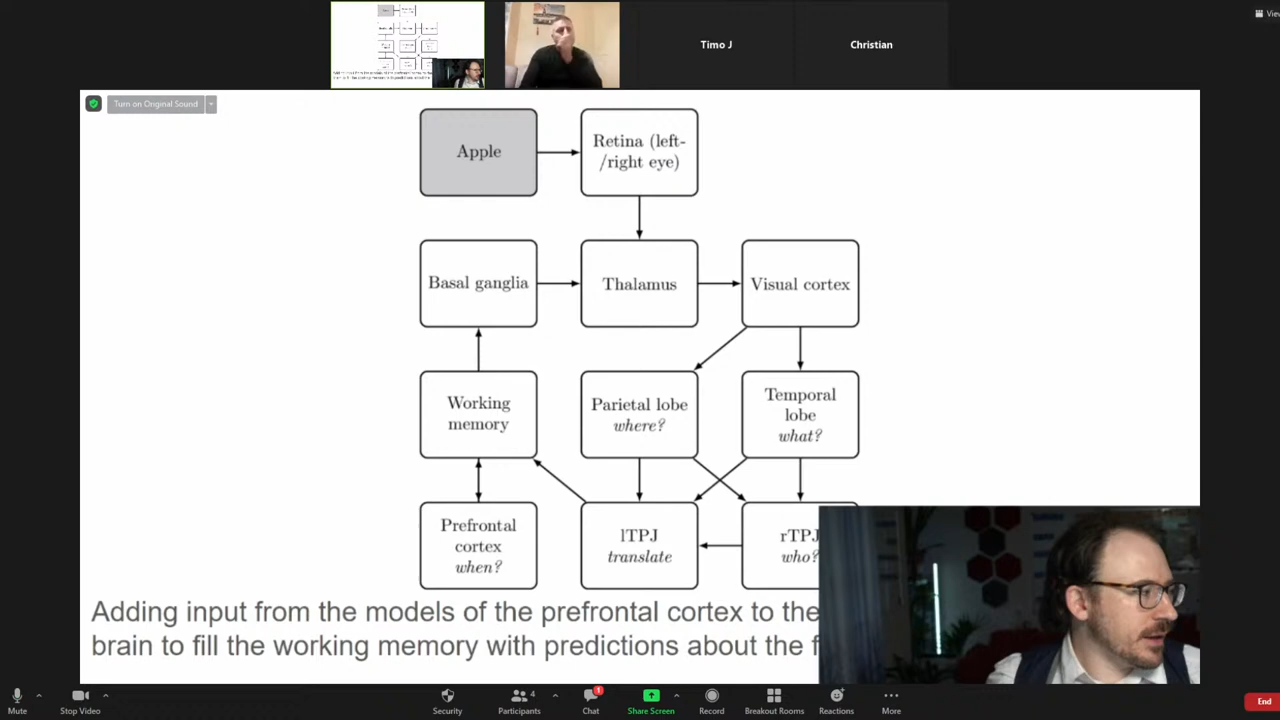 View
Timo J
Christian
Turn on Original Sound
Apple
Retina (left-
/right eye)
Basal ganglia
Thalamus
Visual cortex
Working
memory
Parietal lobe
where?
Temporal
lobe
what?
Prefrontal
cortex
when?
lTPJ
translate
rTPJ
who?
Adding input from the models of the prefrontal cortex to the
brain to fill the working memory with predictions about the f
Mute
Stop Video
Security
4
Participants
1
Chat
Share Screen
Record
Breakout Rooms
Reactions
More
End